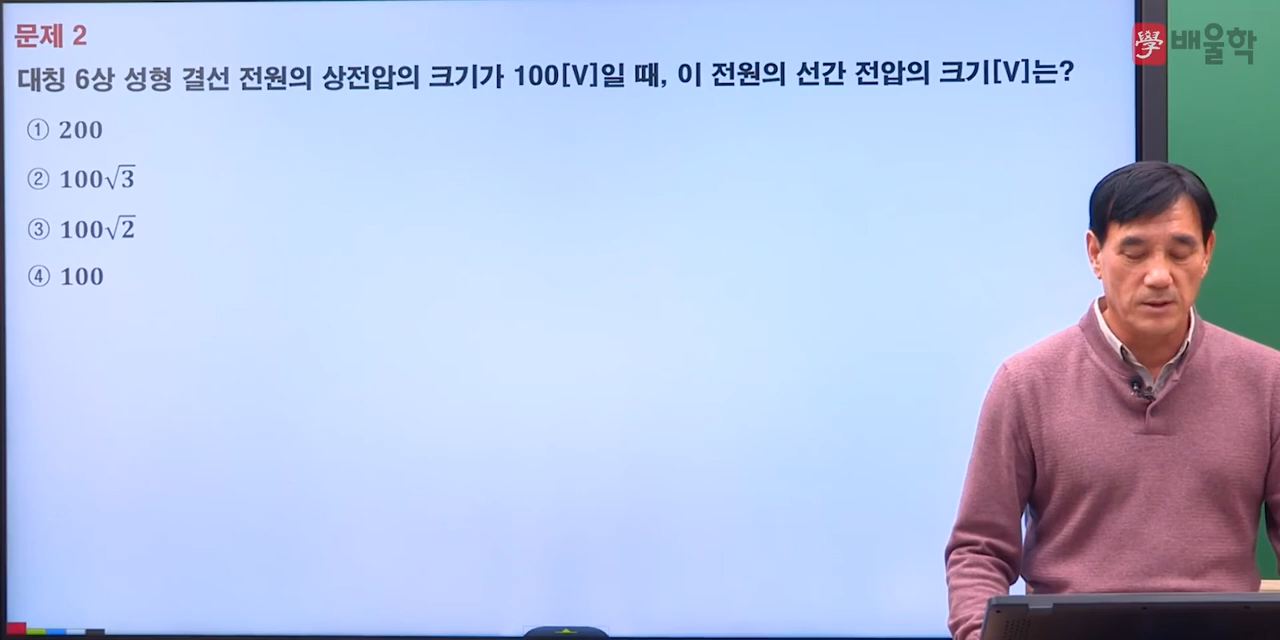 문제 2
學 배울학
대칭 6상 성형 결선 전원의 상전압의 크기가 100[V]일 때, 이 전원의 선간 전압의 크기[V]는?
① 200
② 100√3
③ 100√2
④ 100